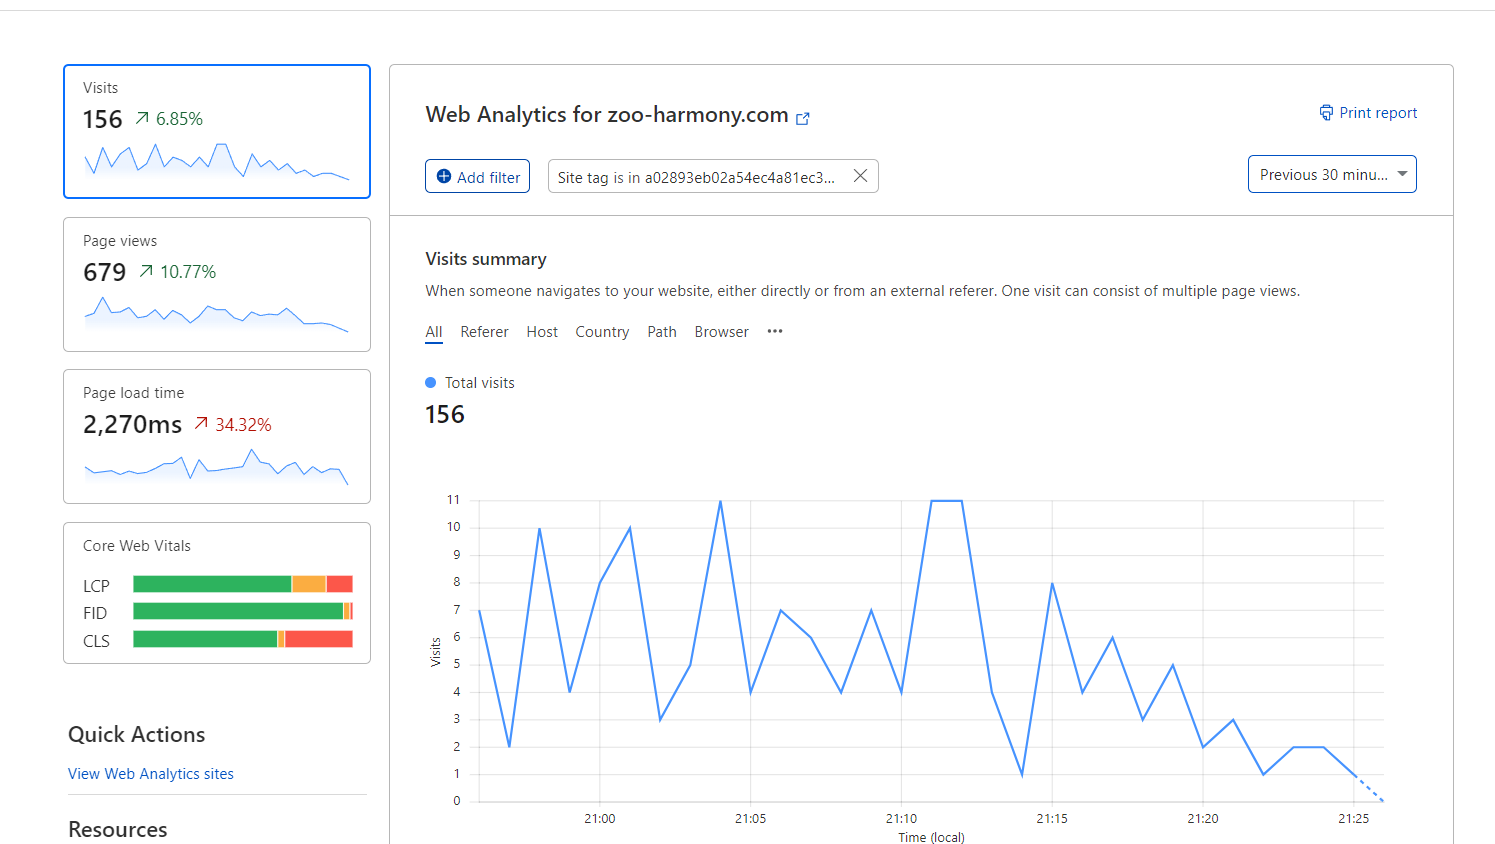 Visits
156 6.85%
Page views
679 10.77%
Page load time
2,270ms 34.32%
Core Web Vitals
LCP
FID
CLS
Quick Actions
View Web Analytics sites
Resources
Web Analytics for zoo-harmony.com
Print report
Add filter
Site tag is in a02893eb02a54ec4a81ec3...
Previous 30 minu...
Visits summary
When someone navigates to your website, either directly or from an external referer. One visit can consist of multiple page views.
All Referer Host Country Path Browser •••
Total visits
156
11
10
9
8
7
6
5
4
3
2
1
0
Visits
21:00 21:05 21:10 21:15 21:20 21:25
Time (local)